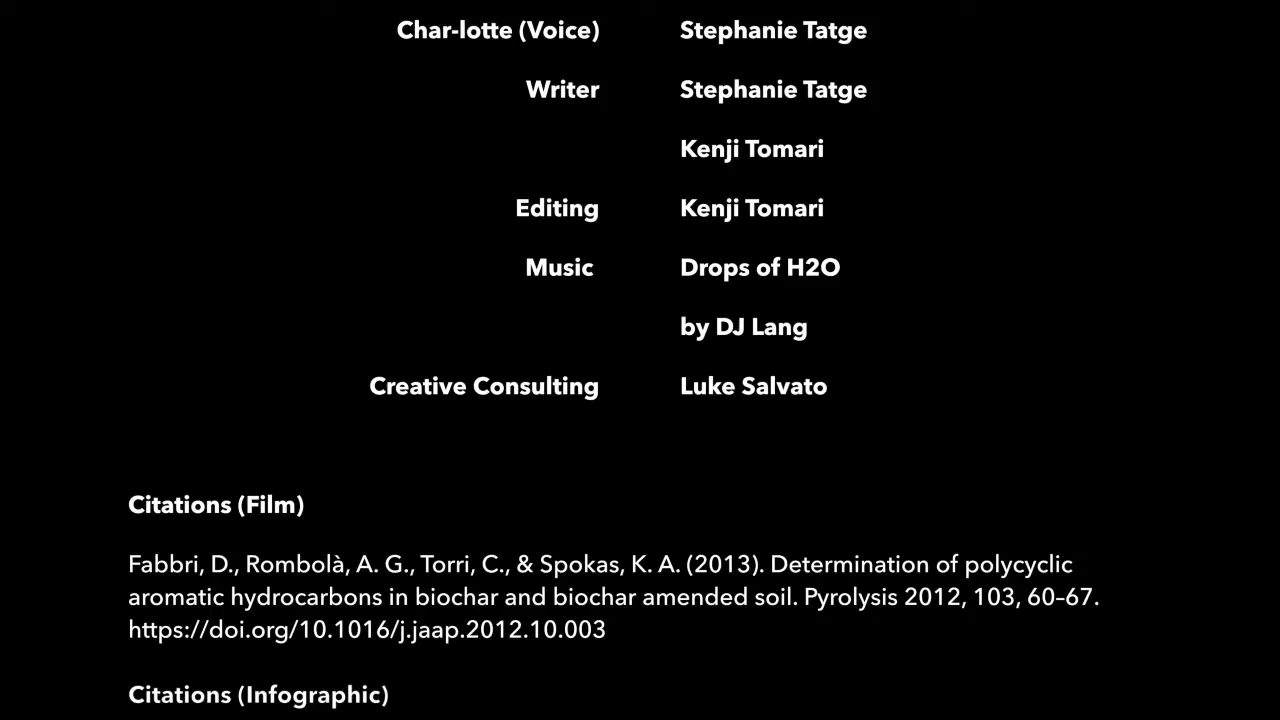 Char-lotte (Voice) Stephanie Tatge
Writer Stephanie Tatge
Kenji Tomari
Editing Kenji Tomari
Music Drops of H2O
by DJ Lang
Creative Consulting Luke Salvato
Citations (Film)
Fabbri, D., Rombolà, A. G., Torri, C., & Spokas, K. A. (2013). Determination of polycyclic
aromatic hydrocarbons in biochar and biochar amended soil. Pyrolysis 2012, 103, 60–67.
https://doi.org/10.1016/j.jaap.2012.10.003
Citations (Infographic)